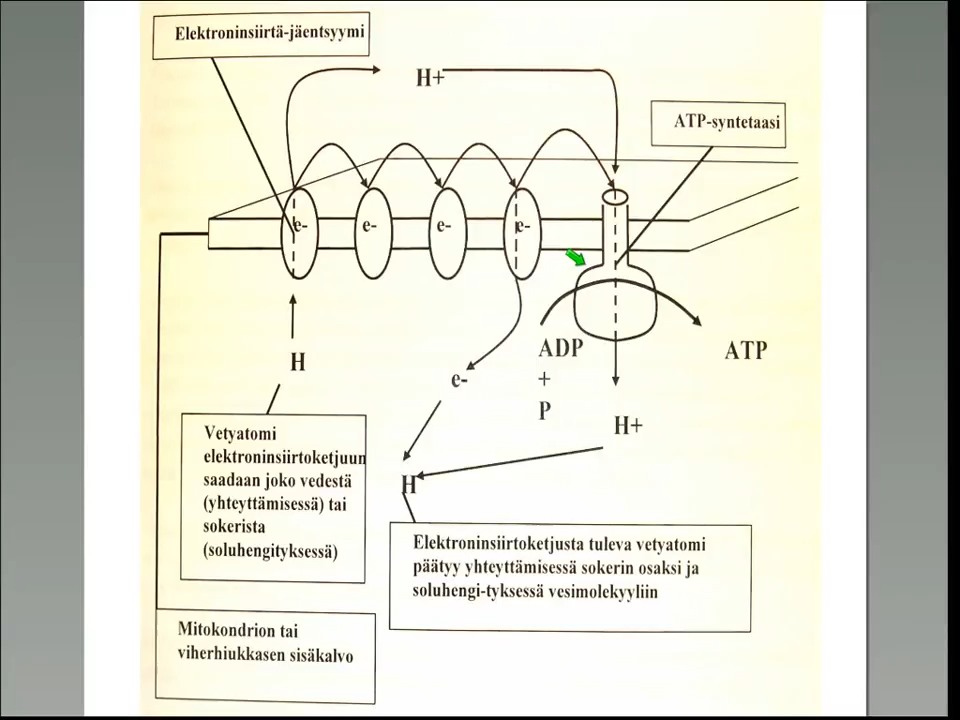 Elektroninsiirtä-jäentsyymi
H+
ATP-syntetaasi
e-
e-
e-
e-
H
ADP
+
P
ATP
e-
H+
H
Vetyatomi
elektroninsiirtoketjuun
saadaan joko vedestä
(yhteyttämisessä) tai
sokerista
(soluhengityksessä)
Elektroninsiirtoketjusta tuleva vetyatomi
päätyy yhteyttämisessä sokerin osaksi ja
soluhengi-tyksessä vesimolekyyliin
Mitokondrion tai
viherhiukkasen sisäkalvo